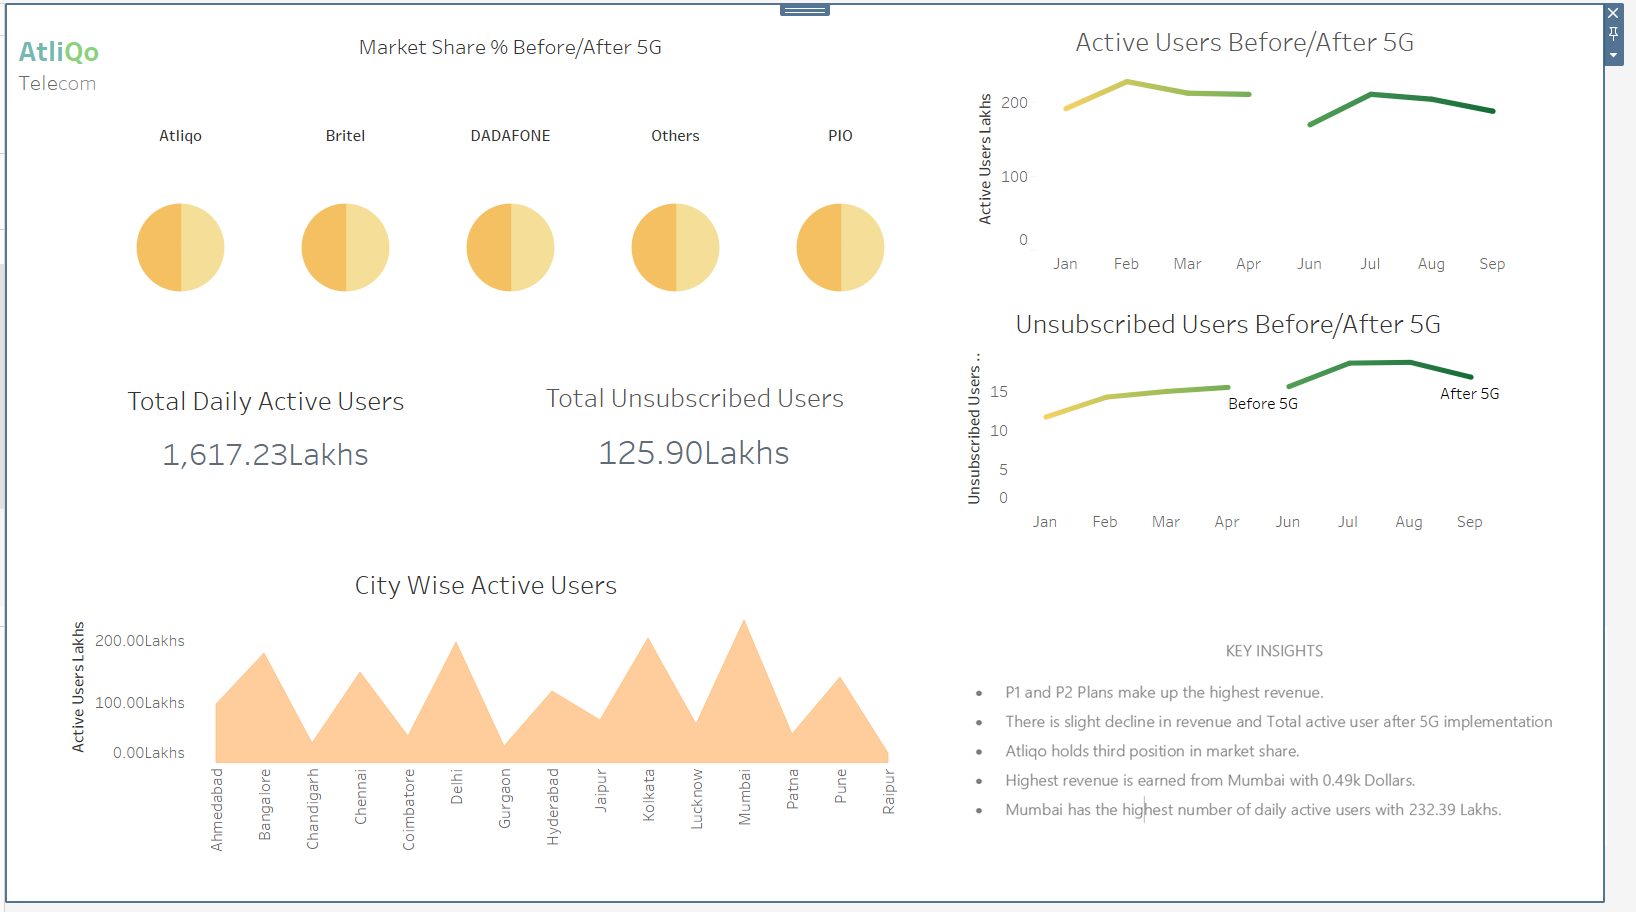 AtliQo
Telecom
Market Share % Before/After 5G
Atliqo
Britel
DADAFONE
Others
PIO
Active Users Before/After 5G
Active Users Lakhs
200
100
0
Jan
Feb
Mar
Apr
Jun
Jul
Aug
Sep
Unsubscribed Users Before/After 5G
Unsubscribed Users ..
15
10
5
0
Before 5G
After 5G
Jan
Feb
Mar
Apr
Jun
Jul
Aug
Sep
Total Daily Active Users
1,617.23Lakhs
Total Unsubscribed Users
125.90Lakhs
City Wise Active Users
Active Users Lakhs
200.00Lakhs
100.00Lakhs
0.00Lakhs
Ahmedabad
Bangalore
Chandigarh
Chennai
Coimbatore
Delhi
Gurgaon
Hyderabad
Jaipur
Kolkata
Lucknow
Mumbai
Patna
Pune
Raipur
KEY INSIGHTS
• P1 and P2 Plans make up the highest revenue.
• There is slight decline in revenue and Total active user after 5G implementation
• Atliqo holds third position in market share.
• Highest revenue is earned from Mumbai with 0.49k Dollars.
• Mumbai has the highest number of daily active users with 232.39 Lakhs.